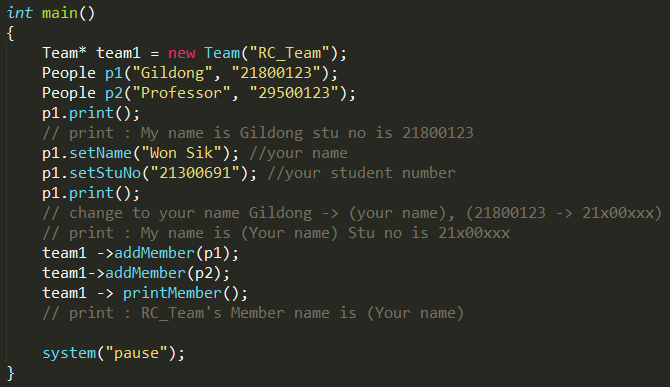 int main()
{
    Team* team1 = new Team("RC_Team");
    People p1("Gildong", "21800123");
    People p2("Professor", "29500123");
    p1.print();
    // print : My name is Gildong stu no is 21800123
    p1.setName("Won Sik"); //your name
    p1.setStuNo("21300691"); //your student number
    p1.print();
    // change to your name Gildong -> (your name), (21800123 -> 21x00xxx)
    // print : My name is (Your name) Stu no is 21x00xxx
    team1 ->addMember(p1);
    team1->addMember(p2);
    team1 -> printMember();
    // print : RC_Team's Member name is (Your name)

    system("pause");
}